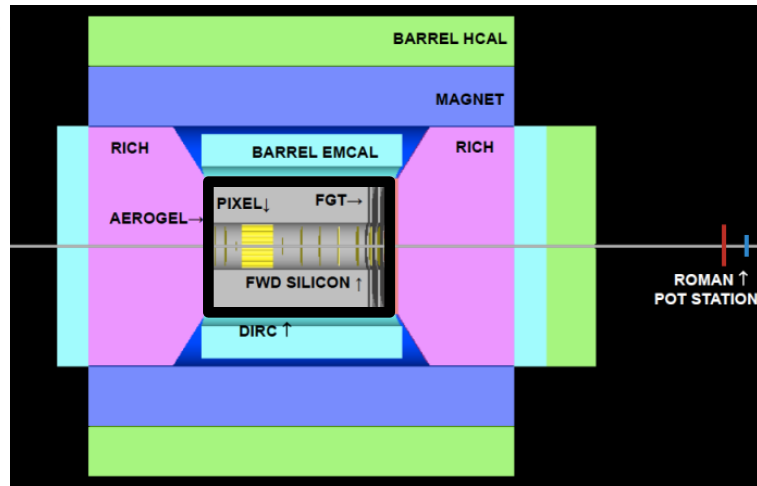 BARREL HCAL
MAGNET
RICH
BARREL EMCAL
RICH
PIXEL↓
FGT→
AEROGEL→
FWD SILICON ↑
ROMAN ↑
POT STATION
DIRC ↑